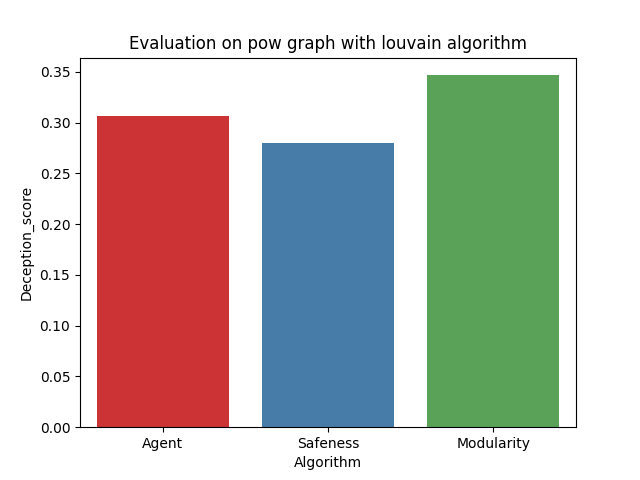 Evaluation on pow graph with louvain algorithm
Deception_score
0.35
0.30
0.25
0.20
0.15
0.10
0.05
0.00
Agent
Safeness
Modularity
Algorithm